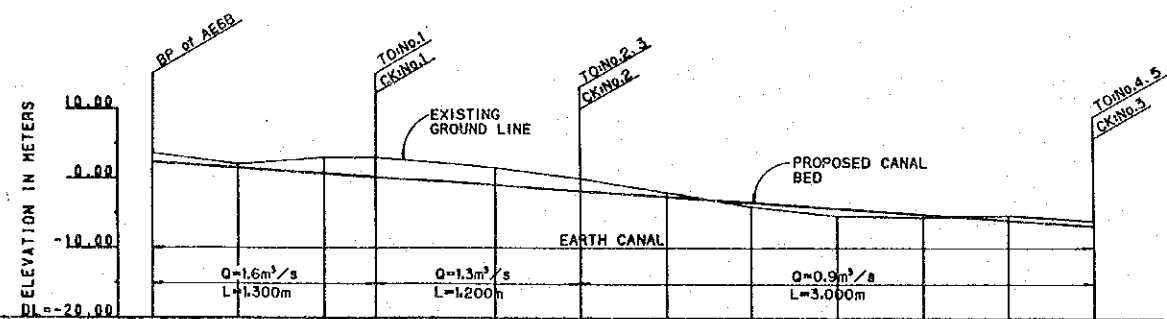 BP of AE6B
TO:No.1
CK:No.1
TO:No.2, 3
CK:No.2
TO:No.4, 5
CK:No.3
ELEVATION IN METERS
10.00
0.00
-10.00
DL=-20.00
EXISTING
GROUND LINE
PROPOSED CANAL
BED
EARTH CANAL
Q=1.6m³/s
L=1.300m
Q=1.3m³/s
L=1.200m
Q=0.9m³/s
L=3.000m